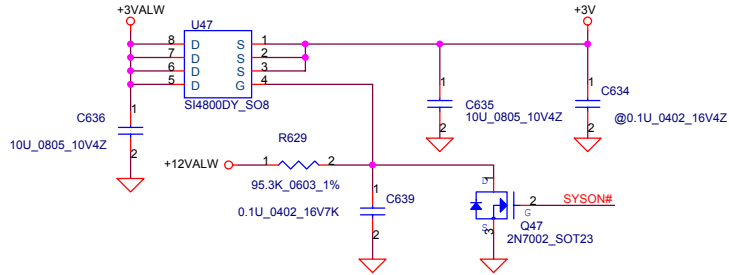 +3VALW
+3V
U47
8 D S 1
7 D S 2
6 D S 3
5 D G 4
SI4800DY_SO8
1
C636
10U_0805_10V4Z
2
1
C635
10U_0805_10V4Z
2
1
C634
@0.1U_0402_16V4Z
2
R629
+12VALW 1 2
95.3K_0603_1%
1
C639
0.1U_0402_16V7K
2
D 1
2 SYSON#
G
S 3
Q47
2N7002_SOT23